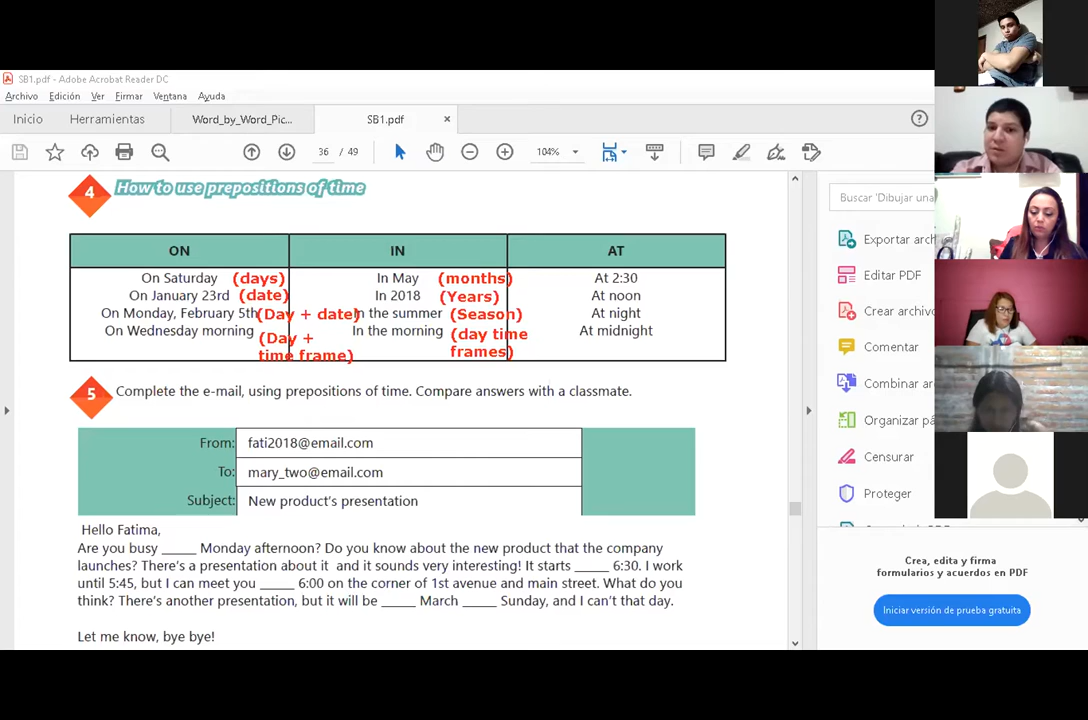 SB1.pdf - Adobe Acrobat Reader DC
Archivo Edición Ver Firmar Ventana Ayuda
Inicio Herramientas Word_by_Word_Pic... SB1.pdf ×
36 / 49 104%
4 How to use prepositions of time
ON IN AT
On Saturday (days) In May (months) At 2:30
On January 23rd (date) In 2018 (Years) At noon
On Monday, February 5th (Day + date) In the summer (Season) At night
On Wednesday morning (Day + time frame) In the morning (day time frames) At midnight
5 Complete the e-mail, using prepositions of time. Compare answers with a classmate.
From: fati2018@email.com
To: mary_two@email.com
Subject: New product's presentation
Hello Fatima,
Are you busy _____ Monday afternoon? Do you know about the new product that the company
launches? There's a presentation about it and it sounds very interesting! It starts _____ 6:30. I work
until 5:45, but I can meet you _____ 6:00 on the corner of 1st avenue and main street. What do you
think? There's another presentation, but it will be _____ March _____ Sunday, and I can't that day.
Let me know, bye bye!
Buscar 'Dibujar una
Exportar arch
Editar PDF
Crear archivo
Comentar
Combinar ar
Organizar pá
Censurar
Proteger
Crea, edita y firma
formularios y acuerdos en PDF
Iniciar versión de prueba gratuita